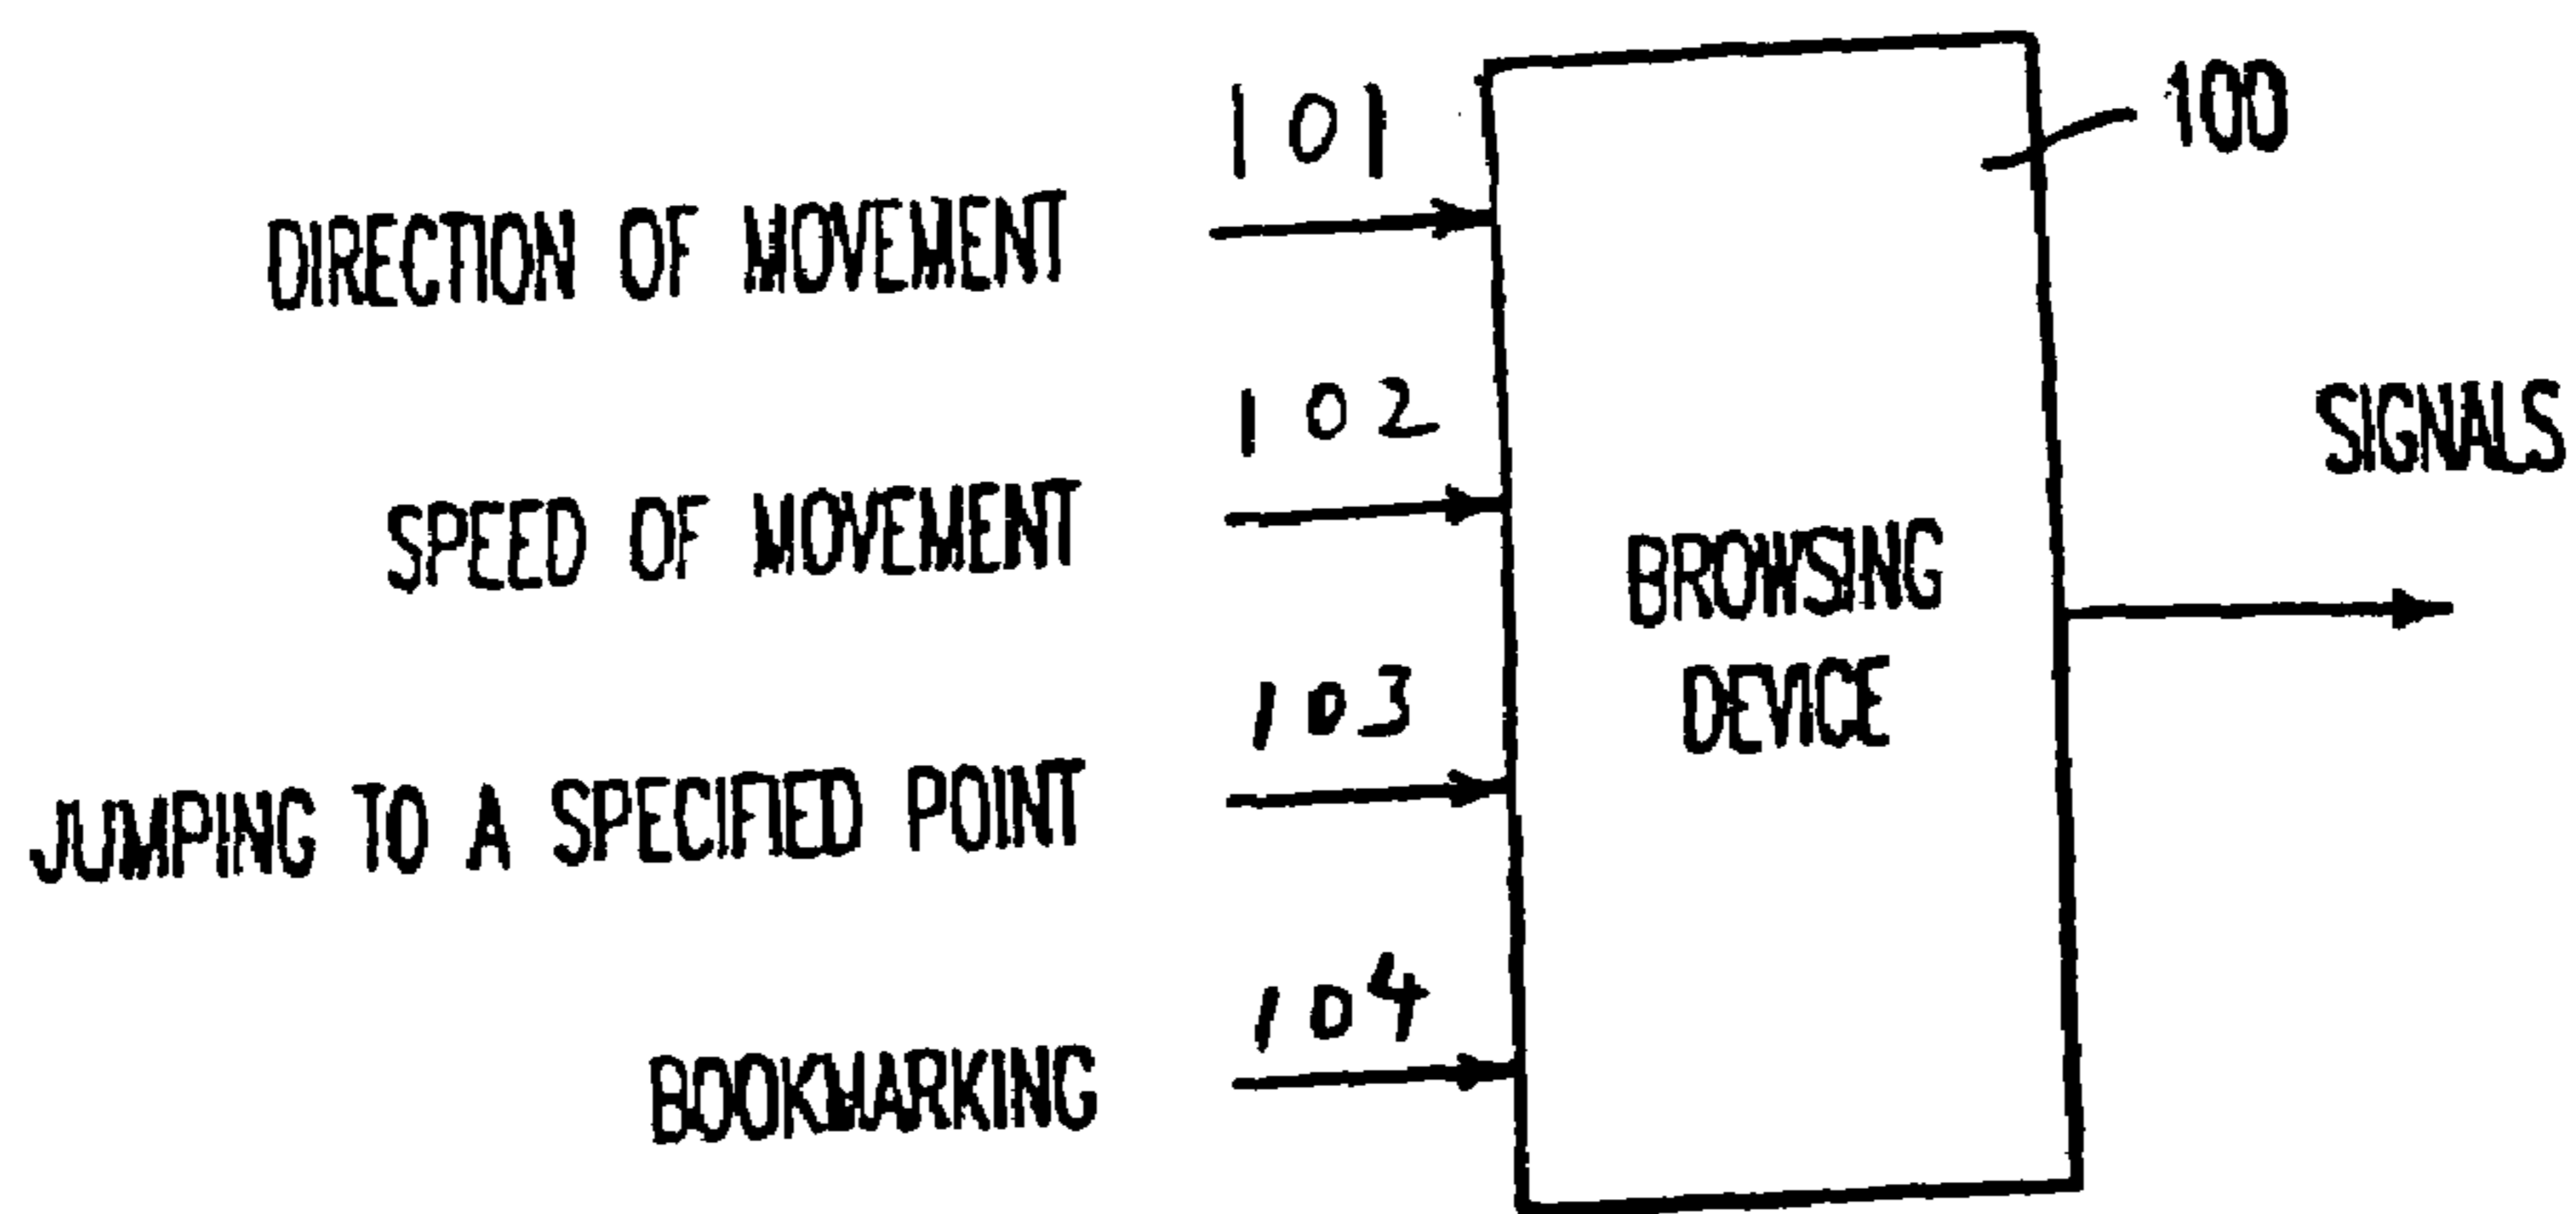 101
100
DIRECTION OF MOVEMENT
102
SIGNALS
SPEED OF MOVEMENT
BROWSING
DEVICE
103
JUMPING TO A SPECIFIED POINT
104
BOOKMARKING